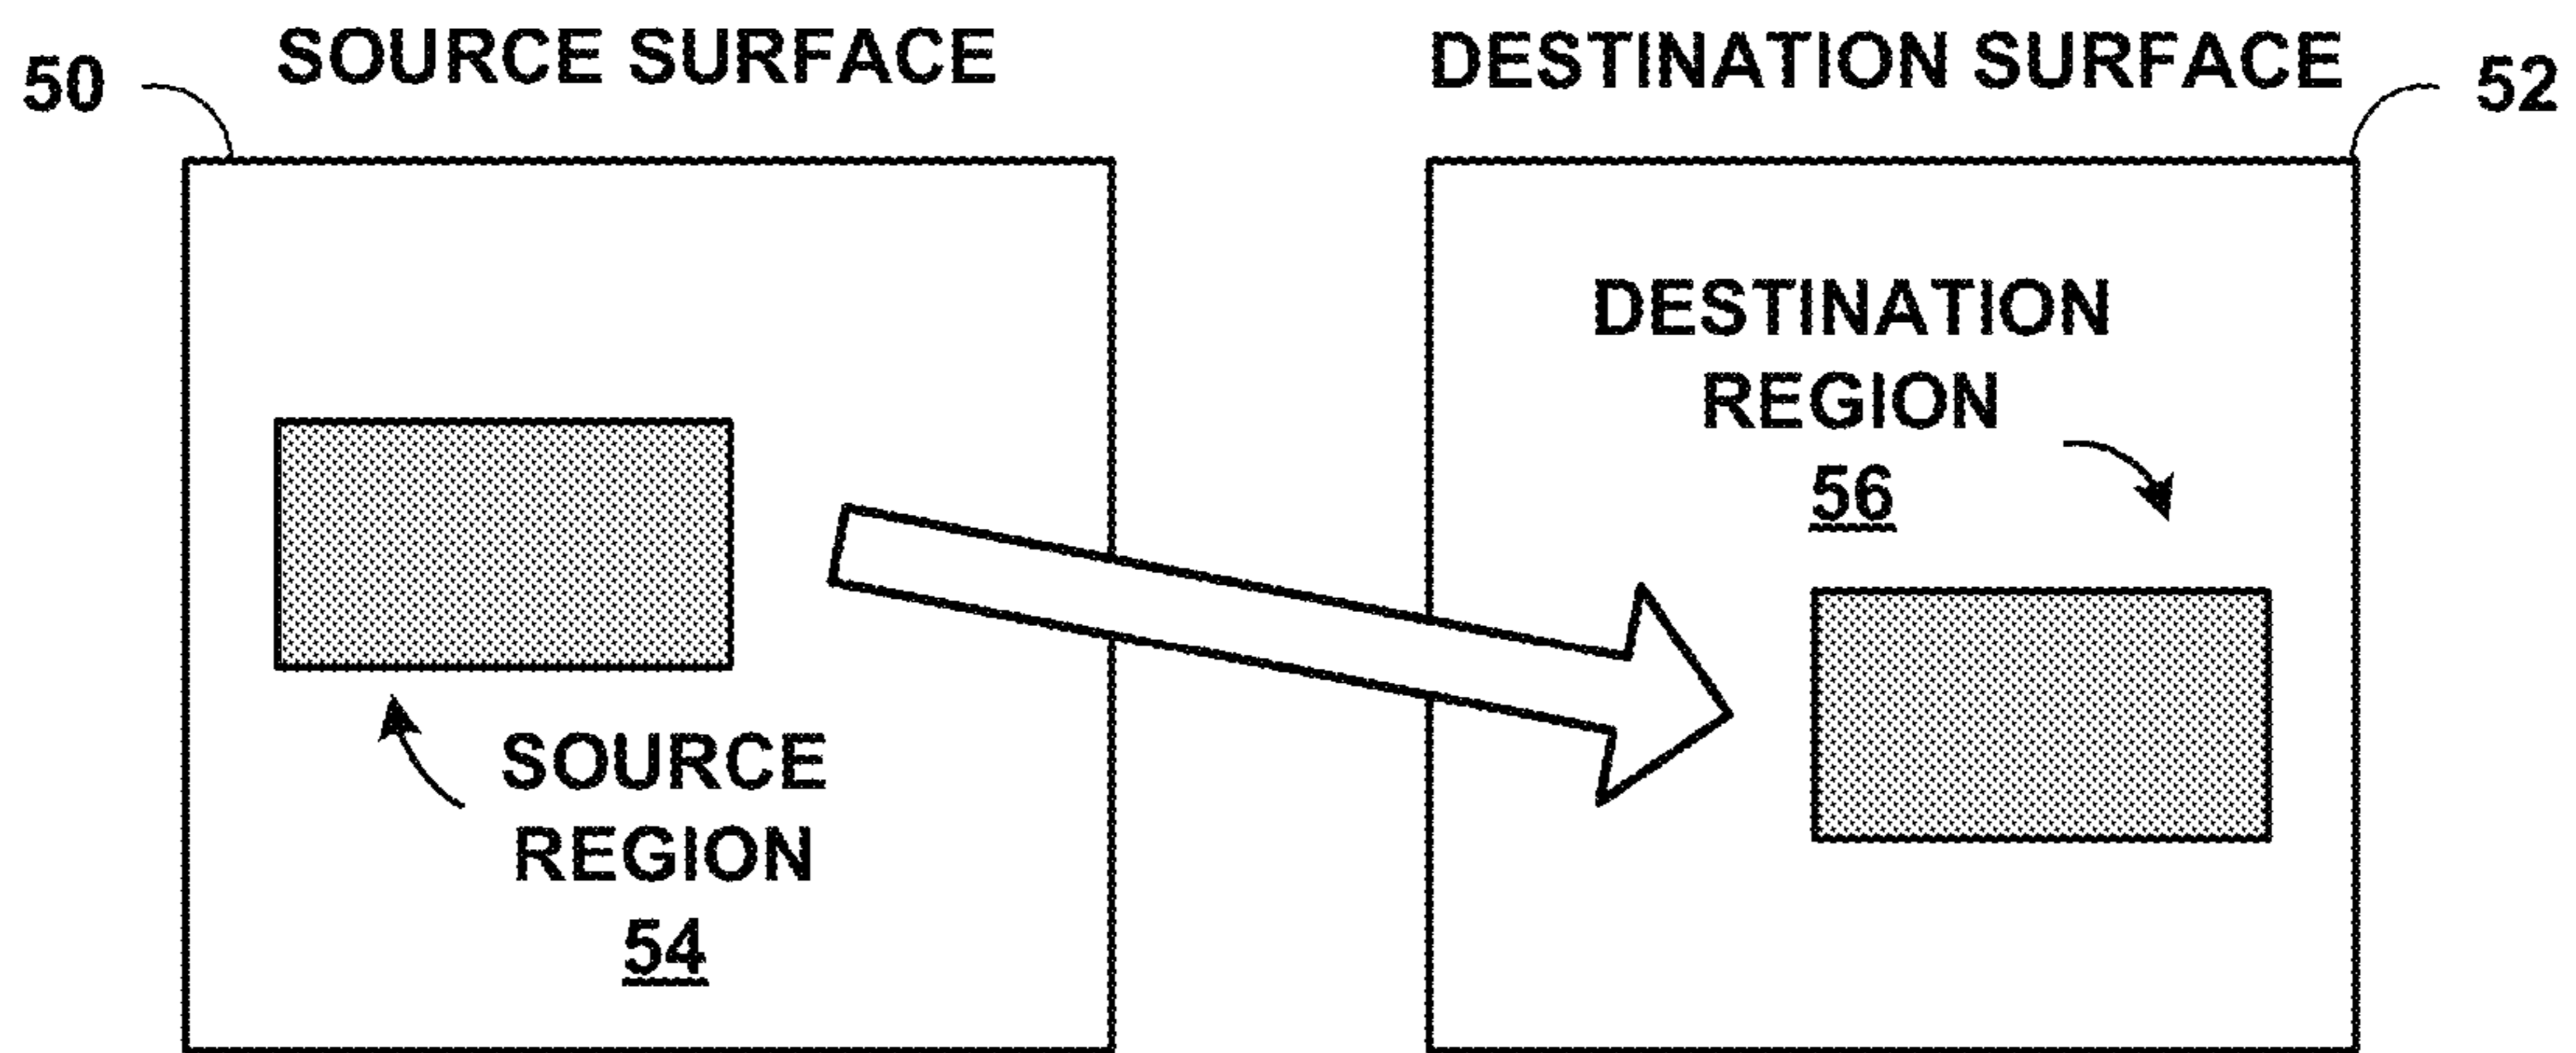 50
SOURCE SURFACE
DESTINATION SURFACE
52
DESTINATION
REGION
56
SOURCE
REGION
54